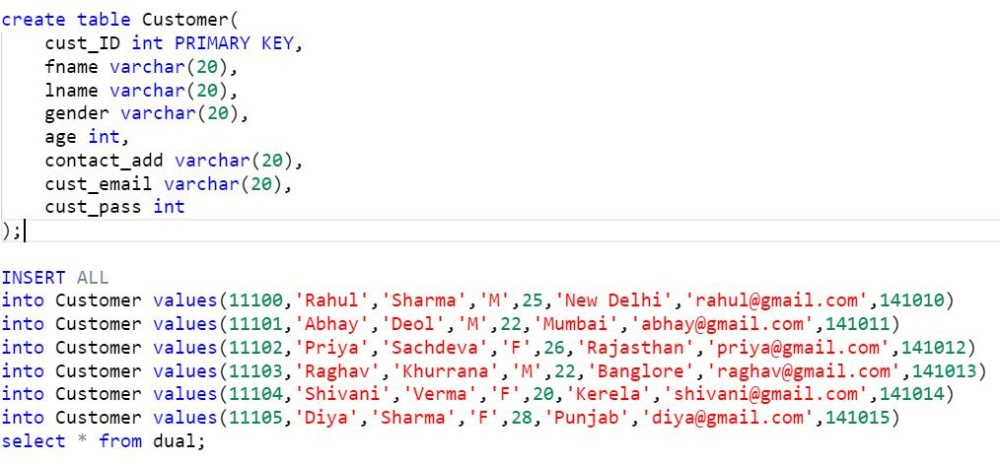 create table Customer(
cust_ID int PRIMARY KEY,
fname varchar(20),
lname varchar(20),
gender varchar(20),
age int,
contact_add varchar(20),
cust_email varchar(20),
cust_pass int
);
INSERT ALL
into Customer values(11100,'Rahul','Sharma','M',25,'New Delhi','rahul@gmail.com',141010)
into Customer values(11101,'Abhay','Deol','M',22,'Mumbai','abhay@gmail.com',141011)
into Customer values(11102,'Priya','Sachdeva','F',26,'Rajasthan','priya@gmail.com',141012)
into Customer values(11103,'Raghav','Khurrana','M',22,'Banglore','raghav@gmail.com',141013)
into Customer values(11104,'Shivani','Verma','F',20,'Kerela','shivani@gmail.com',141014)
into Customer values(11105,'Diya','Sharma','F',28,'Punjab','diya@gmail.com',141015)
select * from dual;